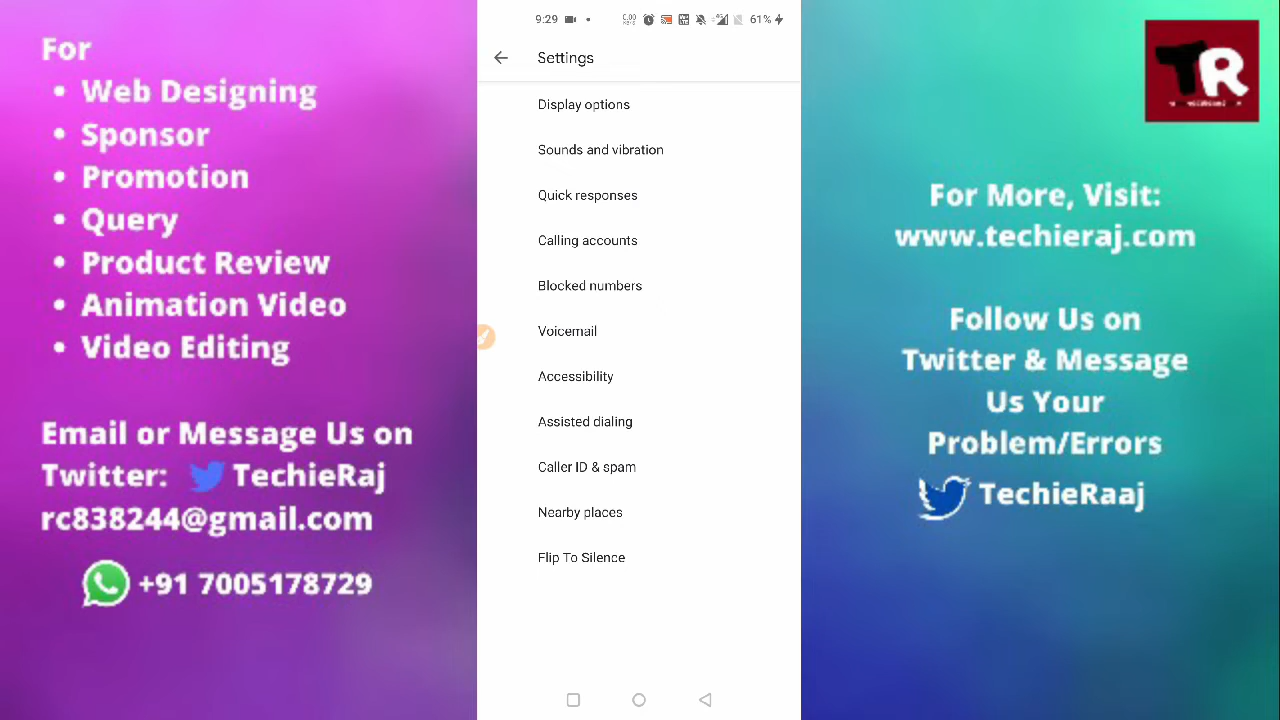 For
• Web Designing
• Sponsor
• Promotion
• Query
• Product Review
• Animation Video
• Video Editing
Email or Message Us on
Twitter: TechieRaj
rc838244@gmail.com
+91 7005178729
9:29
0.00
61%
Settings
Display options
Sounds and vibration
Quick responses
Calling accounts
Blocked numbers
Voicemail
Accessibility
Assisted dialing
Caller ID & spam
Nearby places
Flip To Silence
TR
For More, Visit:
www.techieraj.com
Follow Us on
Twitter & Message
Us Your
Problem/Errors
TechieRaaj